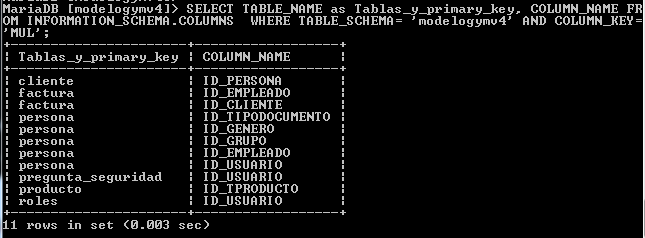 MariaDB [modelogymv4]> SELECT TABLE_NAME as Tablas_y_primary_key, COLUMN_NAME FR
OM INFORMATION_SCHEMA.COLUMNS  WHERE TABLE_SCHEMA= 'modelogymv4' AND COLUMN_KEY=
'MUL';
+----------------------+------------------+
| Tablas_y_primary_key | COLUMN_NAME      |
+----------------------+------------------+
| cliente              | ID_PERSONA       |
| factura              | ID_EMPLEADO      |
| factura              | ID_CLIENTE       |
| persona              | ID_TIPODOCUMENTO |
| persona              | ID_GENERO        |
| persona              | ID_GRUPO         |
| persona              | ID_EMPLEADO      |
| persona              | ID_USUARIO       |
| pregunta_seguridad   | ID_USUARIO       |
| producto             | ID_TPRODUCTO     |
| roles                | ID_USUARIO       |
+----------------------+------------------+
11 rows in set (0.003 sec)